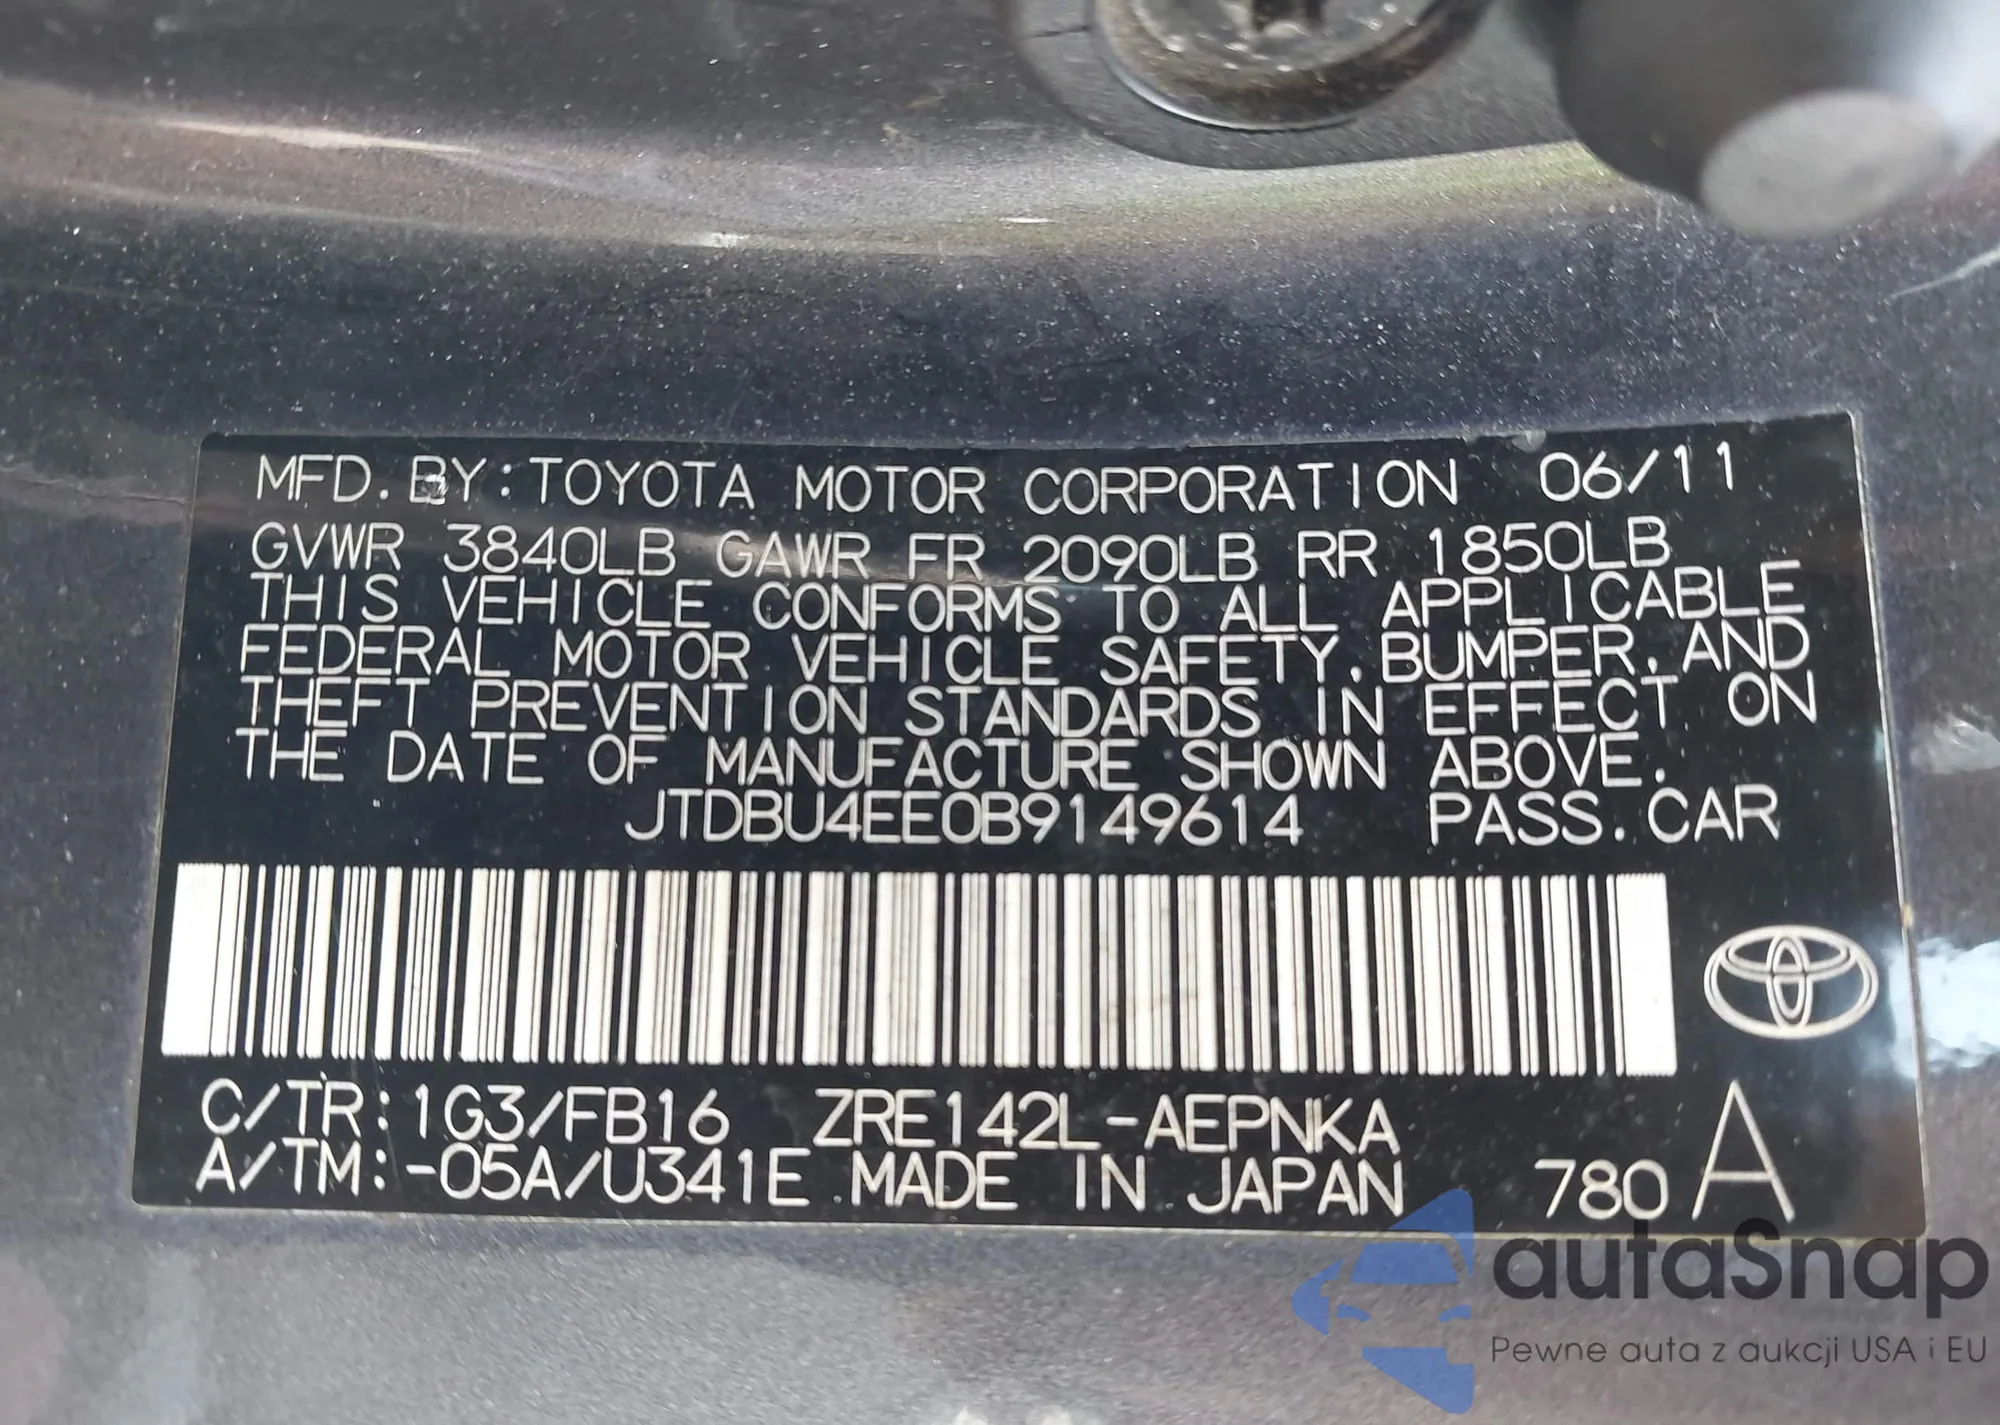 MFD. BY: TOYOTA MOTOR CORPORATION 06/11
GVWR 3840LB GAWR FR 2090LB RR 1850LB
THIS VEHICLE CONFORMS TO ALL APPLICABLE
FEDERAL MOTOR VEHICLE SAFETY, BUMPER, AND
THEFT PREVENTION STANDARDS IN EFFECT ON
THE DATE OF MANUFACTURE SHOWN ABOVE.
JTDBU4EE0B9149614 PASS. CAR
C/TR: 1G3/FB16 ZRE142L-AEPNKA
A/TM: -05A/U341E MADE IN JAPAN 780 A
autaSnap
Pewne auta z aukcji USA i EU